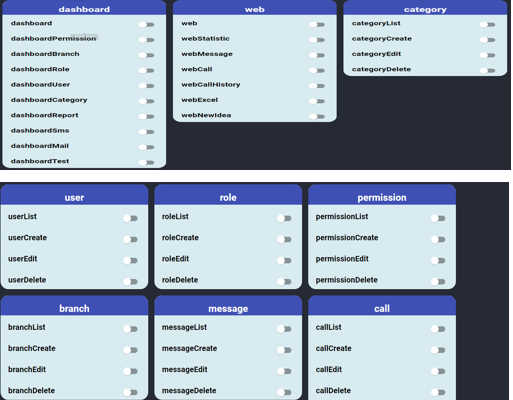 dashboard
dashboard
dashboardPermission
dashboardBranch
dashboardRole
dashboardUser
dashboardCategory
dashboardReport
dashboardSms
dashboardMail
dashboardTest
web
web
webStatistic
webMessage
webCall
webCallHistory
webExcel
webNewIdea
category
categoryList
categoryCreate
categoryEdit
categoryDelete
user
userList
userCreate
userEdit
userDelete
role
roleList
roleCreate
roleEdit
roleDelete
permission
permissionList
permissionCreate
permissionEdit
permissionDelete
branch
branchList
branchCreate
branchEdit
branchDelete
message
messageList
messageCreate
messageEdit
messageDelete
call
callList
callCreate
callEdit
callDelete